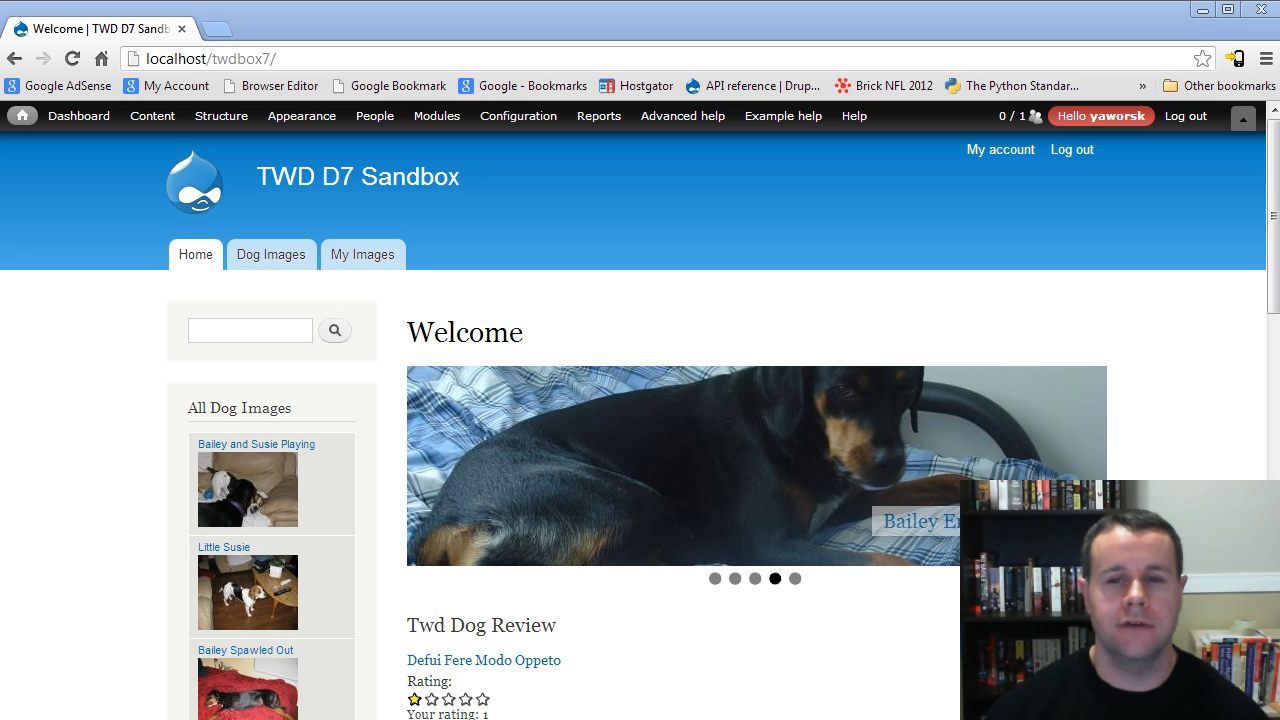 Welcome | TWD D7 Sandb
localhost/twdbox7/
Google AdSense My Account Browser Editor Google Bookmark Google - Bookmarks Hostgator API reference | Drup... Brick NFL 2012 The Python Standar... » Other bookmarks
Dashboard Content Structure Appearance People Modules Configuration Reports Advanced help Example help Help 0 / 1 Hello yaworsk Log out
My account Log out
TWD D7 Sandbox
Home Dog Images My Images
Welcome
All Dog Images
Bailey and Susie Playing
Little Susie
Bailey Spawled Out
Bailey
Twd Dog Review
Defui Fere Modo Oppeto
Rating:
Your rating: 1